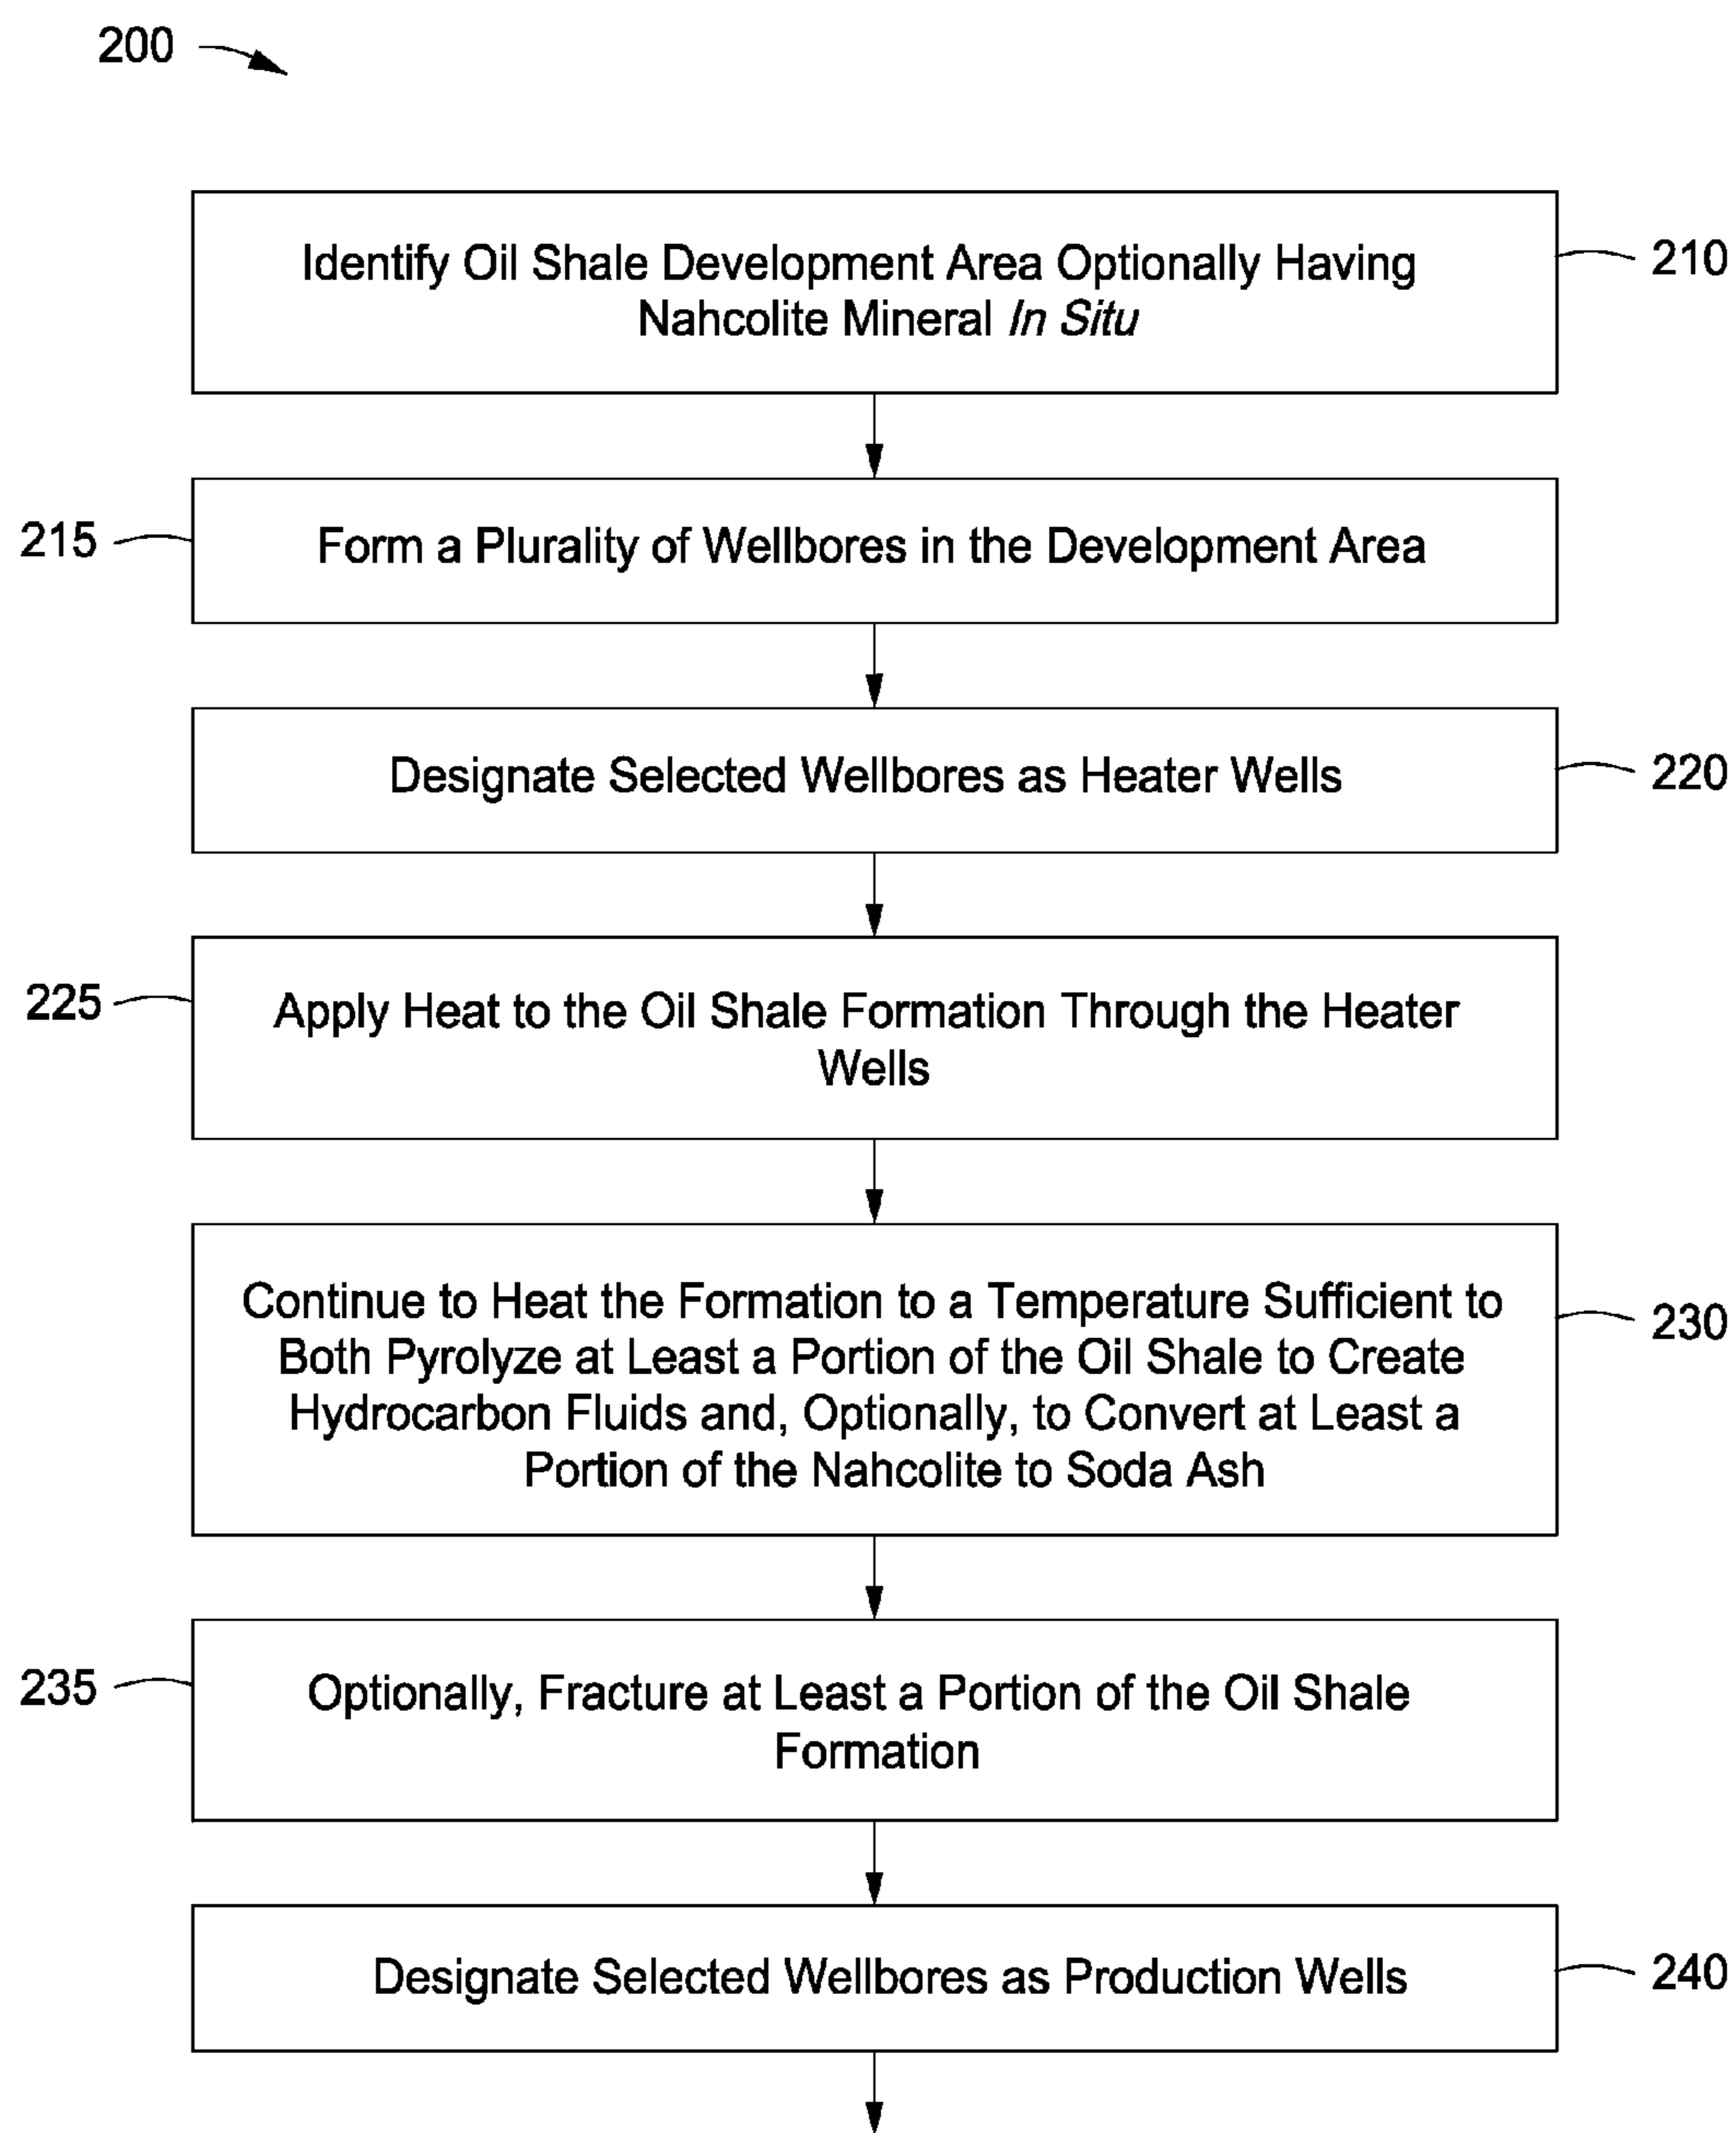 200
Identify Oil Shale Development Area Optionally Having
Nahcolite Mineral In Situ
210
215
Form a Plurality of Wellbores in the Development Area
Designate Selected Wellbores as Heater Wells
220
225
Apply Heat to the Oil Shale Formation Through the Heater
Wells
Continue to Heat the Formation to a Temperature Sufficient to
Both Pyrolyze at Least a Portion of the Oil Shale to Create
Hydrocarbon Fluids and, Optionally, to Convert at Least a
Portion of the Nahcolite to Soda Ash
230
235
Optionally, Fracture at Least a Portion of the Oil Shale
Formation
Designate Selected Wellbores as Production Wells
240